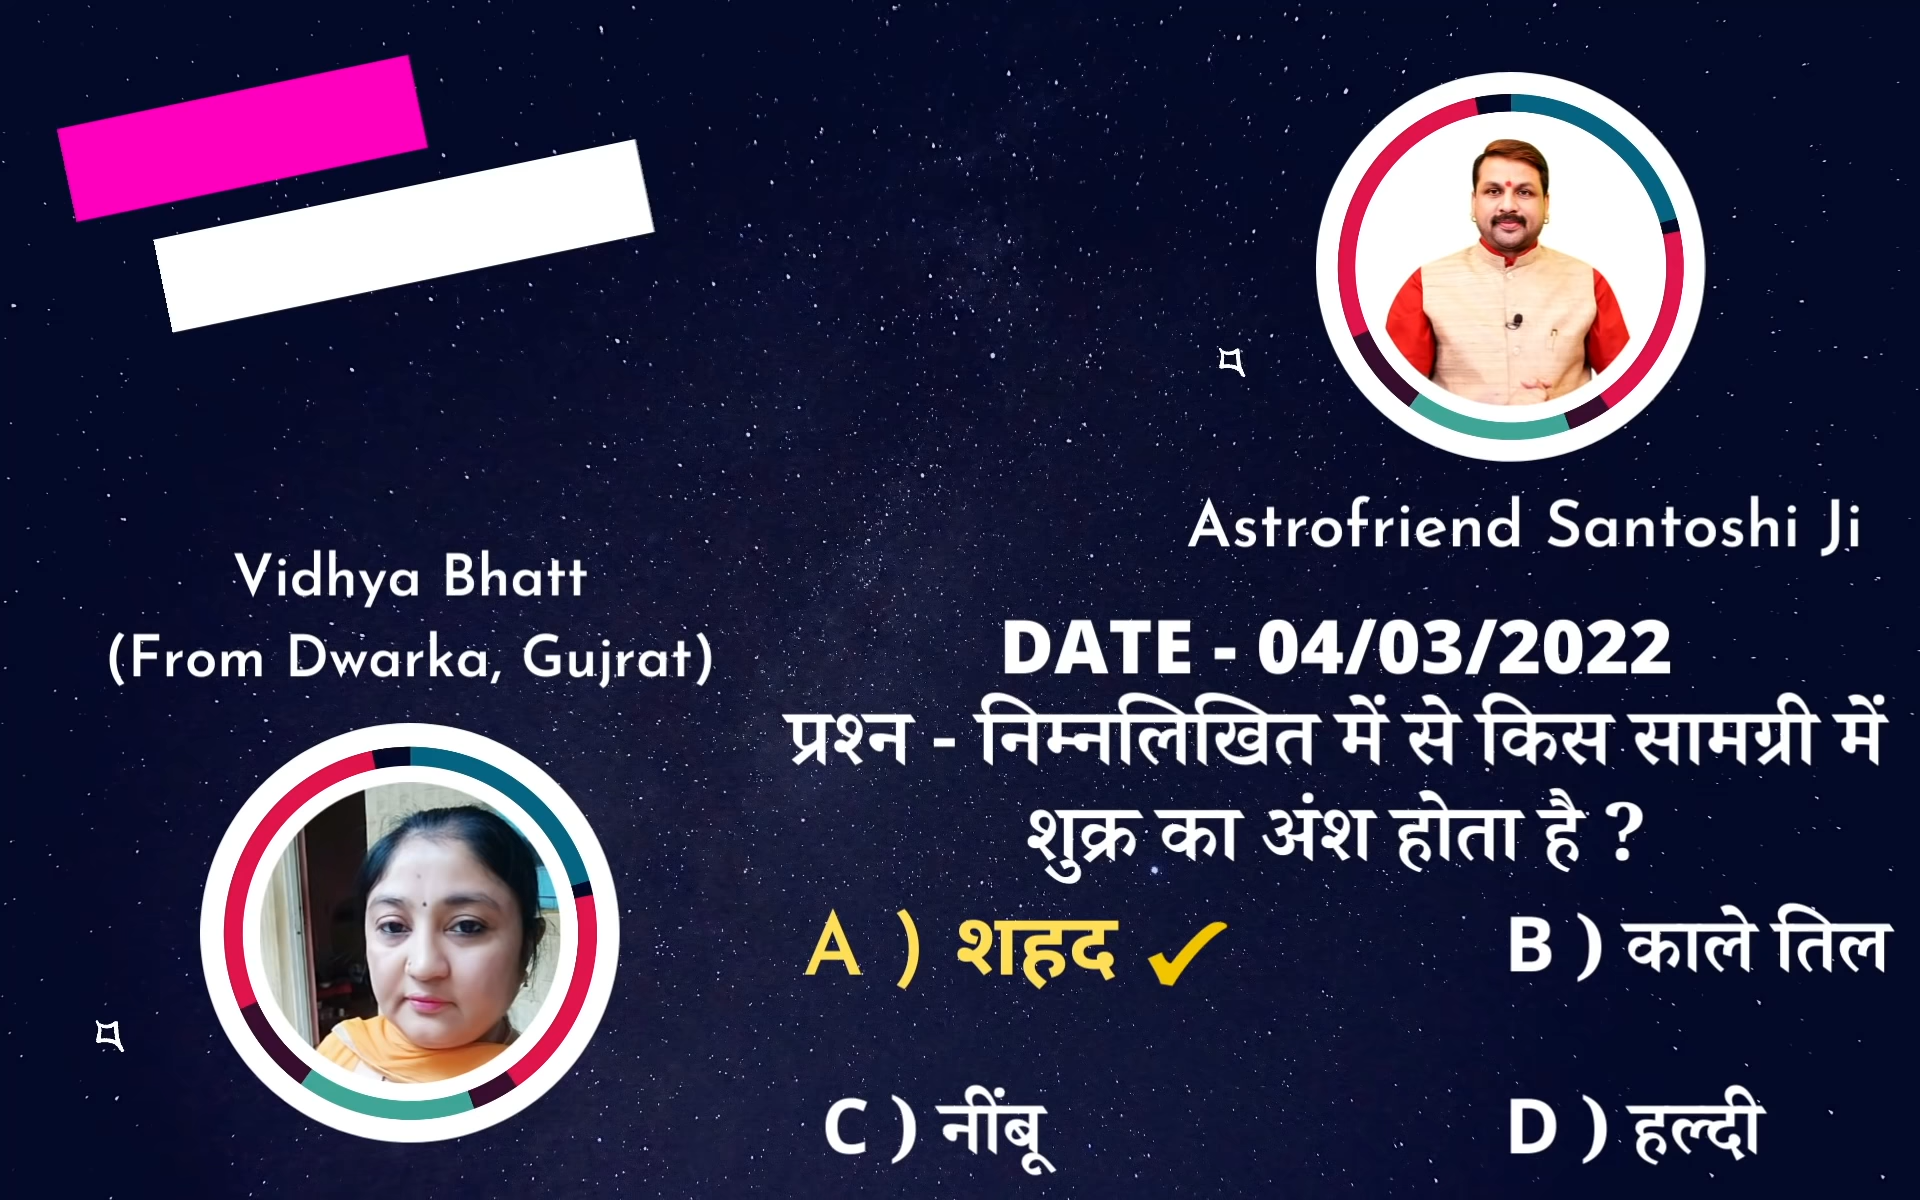 Astrofriend Santoshi Ji
Vidhya Bhatt
(From Dwarka, Gujrat)
DATE - 04/03/2022
प्रश्न - निम्नलिखित में से किस सामग्री में
शुक्र का अंश होता है ?
A ) शहद ✓
B ) काले तिल
C ) नींबू
D ) हल्दी